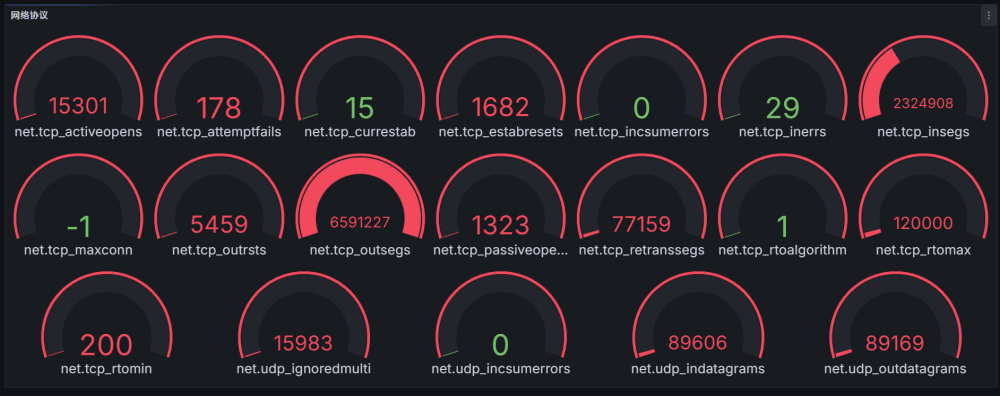 网络协议
15301 178 15 1682 0 29 2324908
net.tcp_activeopens net.tcp_attemptfails net.tcp_currestab net.tcp_estabresets net.tcp_incsumerrors net.tcp_inerrs net.tcp_insegs
-1 5459 6591227 1323 77159 1 120000
net.tcp_maxconn net.tcp_outrsts net.tcp_outsegs net.tcp_passiveope... net.tcp_retranssegs net.tcp_rtoalgorithm net.tcp_rtomax
200 15983 0 89606 89169
net.tcp_rtomin net.udp_ignoredmulti net.udp_incsumerrors net.udp_indatagrams net.udp_outdatagrams